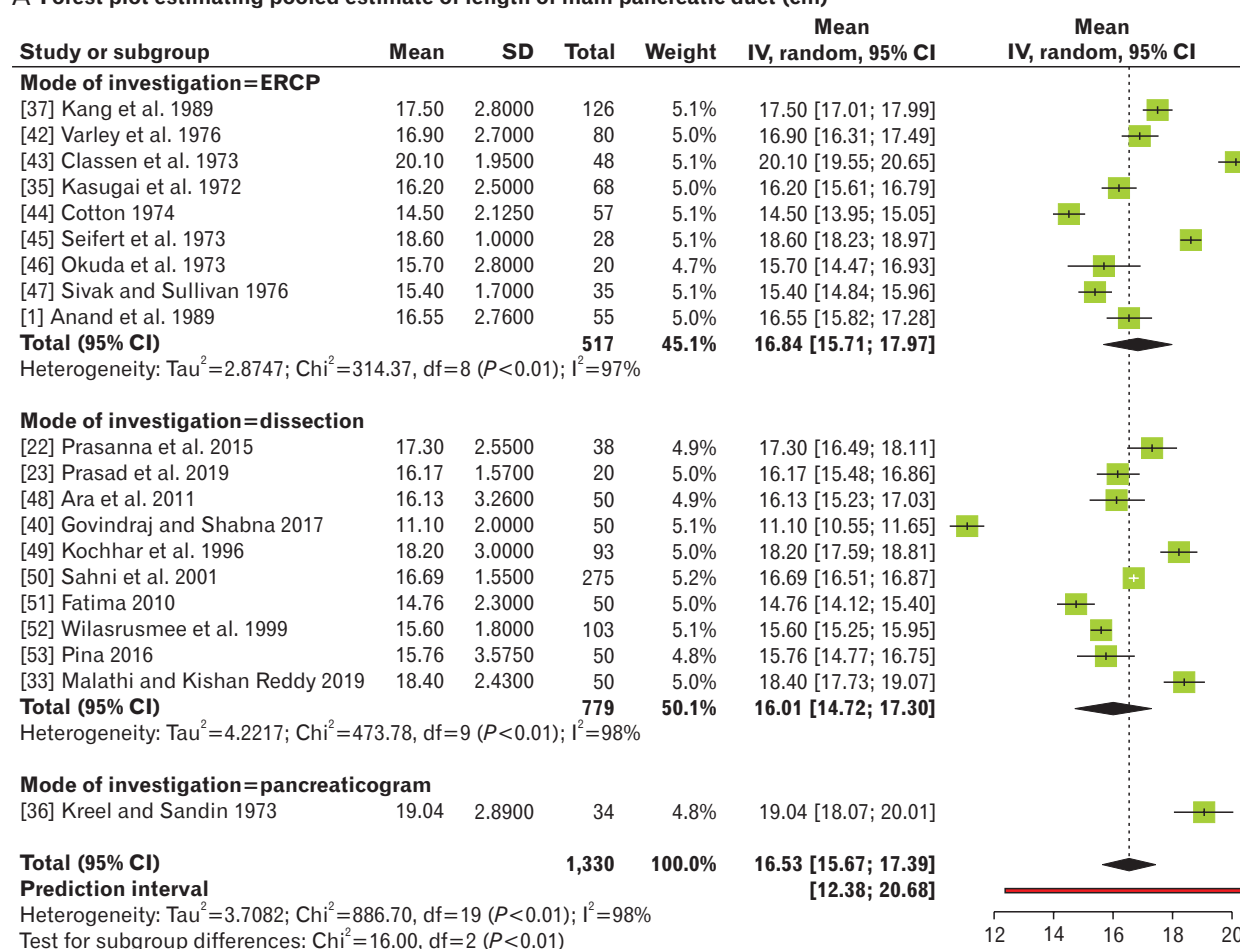 A Forest plot estimating pooled estimate of length of main pancreatic duct (cm)
Mean Mean
Study or subgroup Mean SD Total Weight IV, random, 95% CI IV, random, 95% CI
Mode of investigation=ERCP
[37] Kang et al. 1989 17.50 2.8000 126 5.1% 17.50 [17.01; 17.99]
[42] Varley et al. 1976 16.90 2.7000 80 5.0% 16.90 [16.31; 17.49]
[43] Classen et al. 1973 20.10 1.9500 48 5.1% 20.10 [19.55; 20.65]
[35] Kasugai et al. 1972 16.20 2.5000 68 5.0% 16.20 [15.61; 16.79]
[44] Cotton 1974 14.50 2.1250 57 5.1% 14.50 [13.95; 15.05]
[45] Seifert et al. 1973 18.60 1.0000 28 5.1% 18.60 [18.23; 18.97]
[46] Okuda et al. 1973 15.70 2.8000 20 4.7% 15.70 [14.47; 16.93]
[47] Sivak and Sullivan 1976 15.40 1.7000 35 5.1% 15.40 [14.84; 15.96]
[1] Anand et al. 1989 16.55 2.7600 55 5.0% 16.55 [15.82; 17.28]
Total (95% CI) 517 45.1% 16.84 [15.71; 17.97]
Heterogeneity: Tau²=2.8747; Chi²=314.37, df=8 (P<0.01); I²=97%
Mode of investigation=dissection
[22] Prasanna et al. 2015 17.30 2.5500 38 4.9% 17.30 [16.49; 18.11]
[23] Prasad et al. 2019 16.17 1.5700 20 5.0% 16.17 [15.48; 16.86]
[48] Ara et al. 2011 16.13 3.2600 50 4.9% 16.13 [15.23; 17.03]
[40] Govindraj and Shabna 2017 11.10 2.0000 50 5.1% 11.10 [10.55; 11.65]
[49] Kochhar et al. 1996 18.20 3.0000 93 5.0% 18.20 [17.59; 18.81]
[50] Sahni et al. 2001 16.69 1.5500 275 5.2% 16.69 [16.51; 16.87]
[51] Fatima 2010 14.76 2.3000 50 5.0% 14.76 [14.12; 15.40]
[52] Wilasrusmee et al. 1999 15.60 1.8000 103 5.1% 15.60 [15.25; 15.95]
[53] Pina 2016 15.76 3.5750 50 4.8% 15.76 [14.77; 16.75]
[33] Malathi and Kishan Reddy 2019 18.40 2.4300 50 5.0% 18.40 [17.73; 19.07]
Total (95% CI) 779 50.1% 16.01 [14.72; 17.30]
Heterogeneity: Tau²=4.2217; Chi²=473.78, df=9 (P<0.01); I²=98%
Mode of investigation=pancreaticogram
[36] Kreel and Sandin 1973 19.04 2.8900 34 4.8% 19.04 [18.07; 20.01]
Total (95% CI) 1,330 100.0% 16.53 [15.67; 17.39]
Prediction interval [12.38; 20.68]
Heterogeneity: Tau²=3.7082; Chi²=886.70, df=19 (P<0.01); I²=98%
Test for subgroup differences: Chi²=16.00, df=2 (P<0.01)
12 14 16 18 20